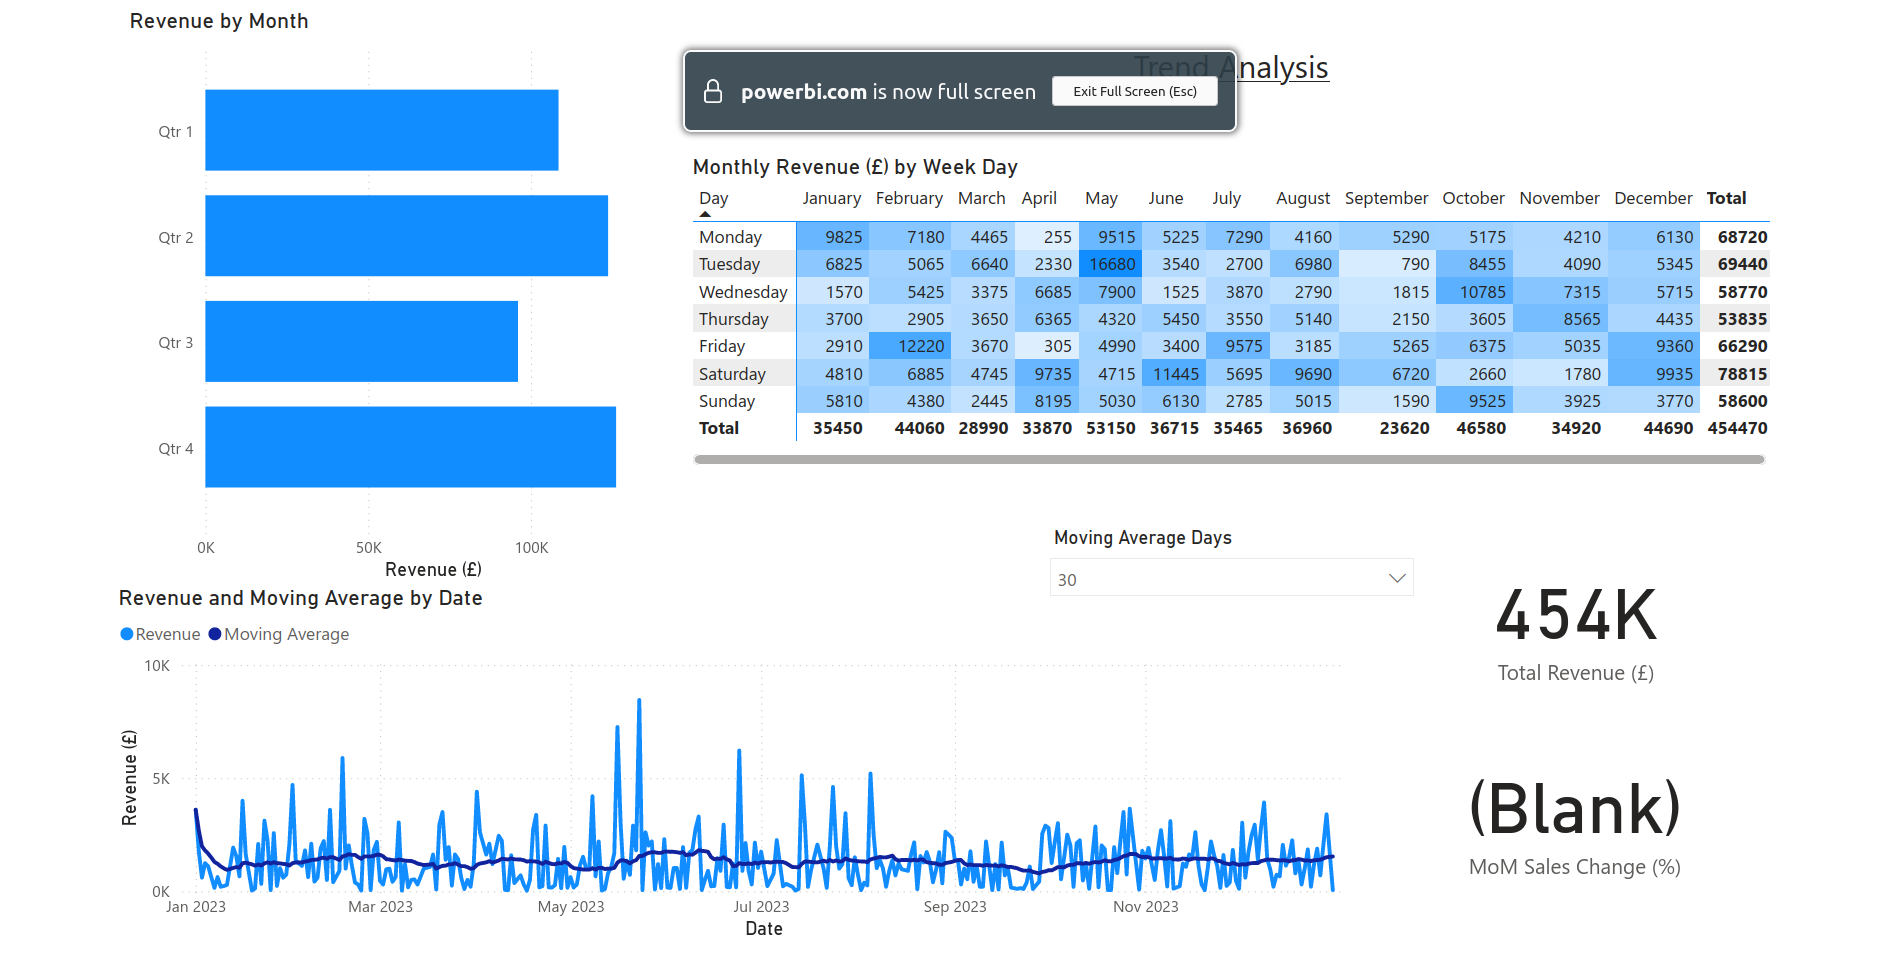 Revenue by Month
Qtr 1
Qtr 2
Qtr 3
Qtr 4
0K 50K 100K
Revenue (£)
Trend Analysis
powerbi.com is now full screen Exit Full Screen (Esc)
Monthly Revenue (£) by Week Day
Day January February March April May June July August September October November December Total
Monday 9825 7180 4465 255 9515 5225 7290 4160 5290 5175 4210 6130 68720
Tuesday 6825 5065 6640 2330 16680 3540 2700 6980 790 8455 4090 5345 69440
Wednesday 1570 5425 3375 6685 7900 1525 3870 2790 1815 10785 7315 5715 58770
Thursday 3700 2905 3650 6365 4320 5450 3550 5140 2150 3605 8565 4435 53835
Friday 2910 12220 3670 305 4990 3400 9575 3185 5265 6375 5035 9360 66290
Saturday 4810 6885 4745 9735 4715 11445 5695 9690 6720 2660 1780 9935 78815
Sunday 5810 4380 2445 8195 5030 6130 2785 5015 1590 9525 3925 3770 58600
Total 35450 44060 28990 33870 53150 36715 35465 36960 23620 46580 34920 44690 454470
Moving Average Days
30
Revenue and Moving Average by Date
Revenue Moving Average
10K
5K
0K
Revenue (£)
Jan 2023 Mar 2023 May 2023 Jul 2023 Sep 2023 Nov 2023
Date
454K
Total Revenue (£)
(Blank)
MoM Sales Change (%)